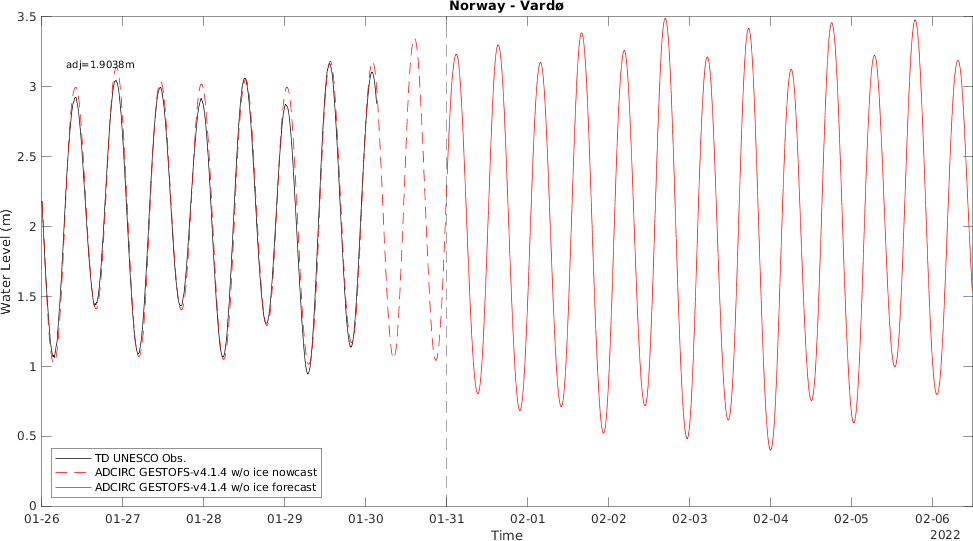 Norway - Vardø
3.5
3
2.5
2
1.5
1
0.5
0
Water Level (m)
adj=1.9038m
TD UNESCO Obs.
ADCIRC GESTOFS-v4.1.4 w/o ice nowcast
ADCIRC GESTOFS-v4.1.4 w/o ice forecast
01-26 01-27 01-28 01-29 01-30 01-31 02-01 02-02 02-03 02-04 02-05 02-06
2022
Time